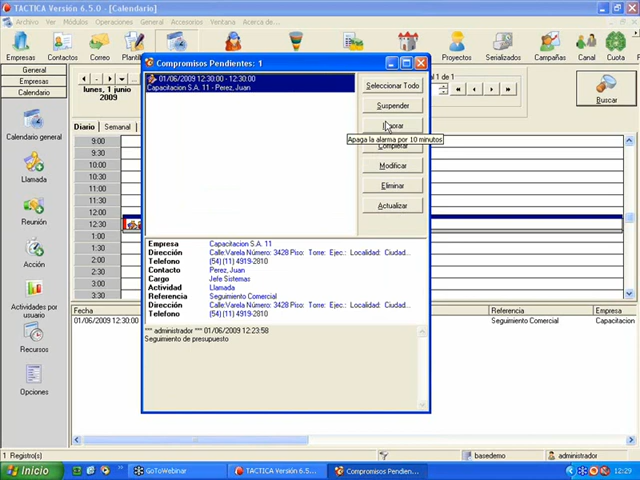 TACTICA Versión 6.5.0 - [Calendario]
Ver Módulos Operaciones General Accesorios Ventana Acerca de ...
Empresas Contactos Correo Proyectos Serializados Campañas Canal
General
Empresas
Calendario
lunes, 1 junio
2009
1 de 1
Buscar
Diario Semanal
9:00
9:30
10:00
10:30
11:00
11:30
12:00
12:30
1:00
1:30
2:00
2:30
3:00
3:30
Calendario general
Llamada
Reunión
Acción
Actividades por
usuario
Recursos
Opciones
Compromisos Pendientes: 1
01/06/2009 12:30:00 - 12:30:00
Capacitacion S.A. 11 - Perez, Juan
Seleccionar Todo
Suspender
Apaga la alarma por 10 minutos
Completar
Modificar
Eliminar
Actualizar
Empresa Capacitacion S.A. 11
Dirección Calle:Varela Número: 3428 Piso: Torre: Ejec.: Localidad: Ciudad...
Telefono (54) (11) 4919-2810
Contacto Perez, Juan
Cargo Jefe Sistemas
Actividad Llamada
Referencia Seguimiento Comercial
Dirección Calle:Varela Número: 3428 Piso: Torre: Ejec.: Localidad: Ciudad...
Telefono (54) (11) 4919-2810
*** administrador *** 01/06/2009 12:23:58
Seguimiento de presupuesto
Fecha Referencia Empresa
01/06/2009 12:30:00 Seguimiento Comercial Capacitacion
1 Registro(s) basedemo administrador
Inicio GoToWebinar TACTICA Versión 6.5.... Compromisos Pendien... 12:29